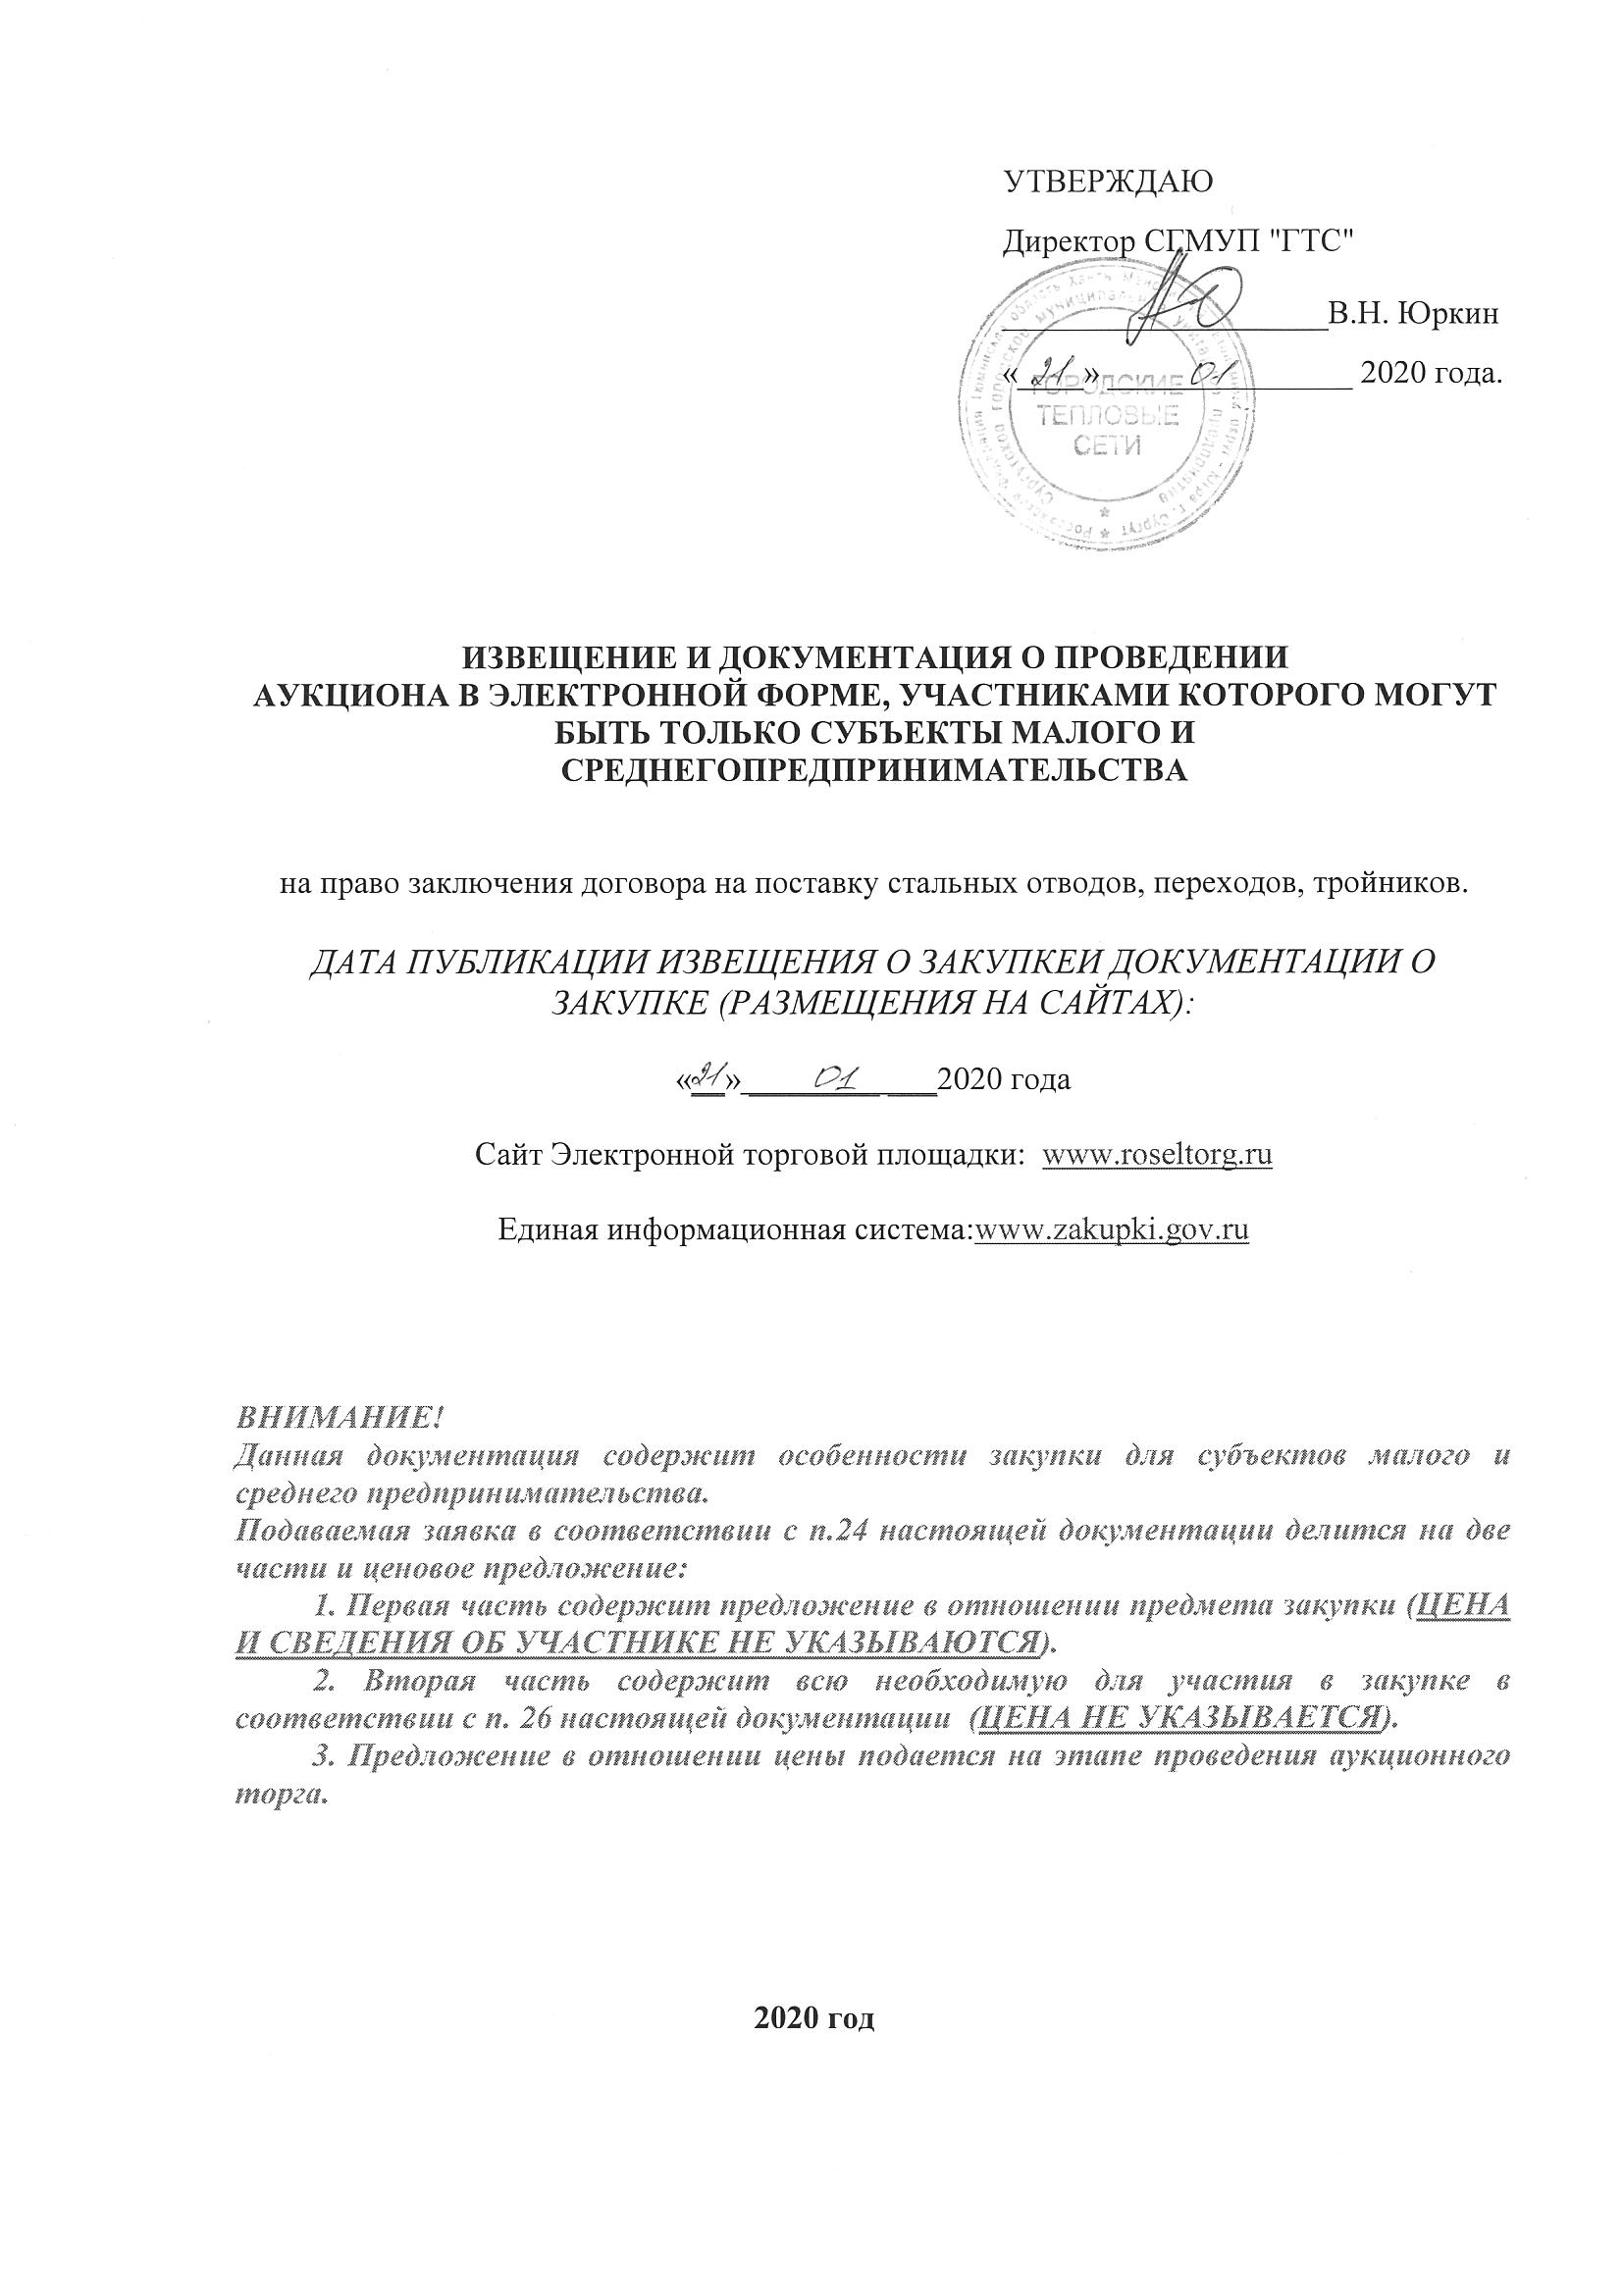 УТВЕРЖДАЮ
Директор СГМУП "ГТС"
В.Н. Юркин
«21» 01 2020 года.
ГОРОДСКИЕ
ТЕПЛОВЫЕ
СЕТИ
ИЗВЕЩЕНИЕ И ДОКУМЕНТАЦИЯ О ПРОВЕДЕНИИ
АУКЦИОНА В ЭЛЕКТРОННОЙ ФОРМЕ, УЧАСТНИКАМИ КОТОРОГО МОГУТ
БЫТЬ ТОЛЬКО СУБЪЕКТЫ МАЛОГО И
СРЕДНЕГОПРЕДПРИНИМАТЕЛЬСТВА
на право заключения договора на поставку стальных отводов, переходов, тройников.
ДАТА ПУБЛИКАЦИИ ИЗВЕЩЕНИЯ О ЗАКУПКЕИ ДОКУМЕНТАЦИИ О
ЗАКУПКЕ (РАЗМЕЩЕНИЯ НА САЙТАХ):
«21» 01 2020 года
Сайт Электронной торговой площадки: www.roseltorg.ru
Единая информационная система:www.zakupki.gov.ru
ВНИМАНИЕ!
Данная документация содержит особенности закупки для субъектов малого и
среднего предпринимательства.
Подаваемая заявка в соответствии с п.24 настоящей документации делится на две
части и ценовое предложение:
1. Первая часть содержит предложение в отношении предмета закупки (ЦЕНА
И СВЕДЕНИЯ ОБ УЧАСТНИКЕ НЕ УКАЗЫВАЮТСЯ).
2. Вторая часть содержит всю необходимую для участия в закупке в
соответствии с п. 26 настоящей документации (ЦЕНА НЕ УКАЗЫВАЕТСЯ).
3. Предложение в отношении цены подается на этапе проведения аукционного
торга.
2020 год